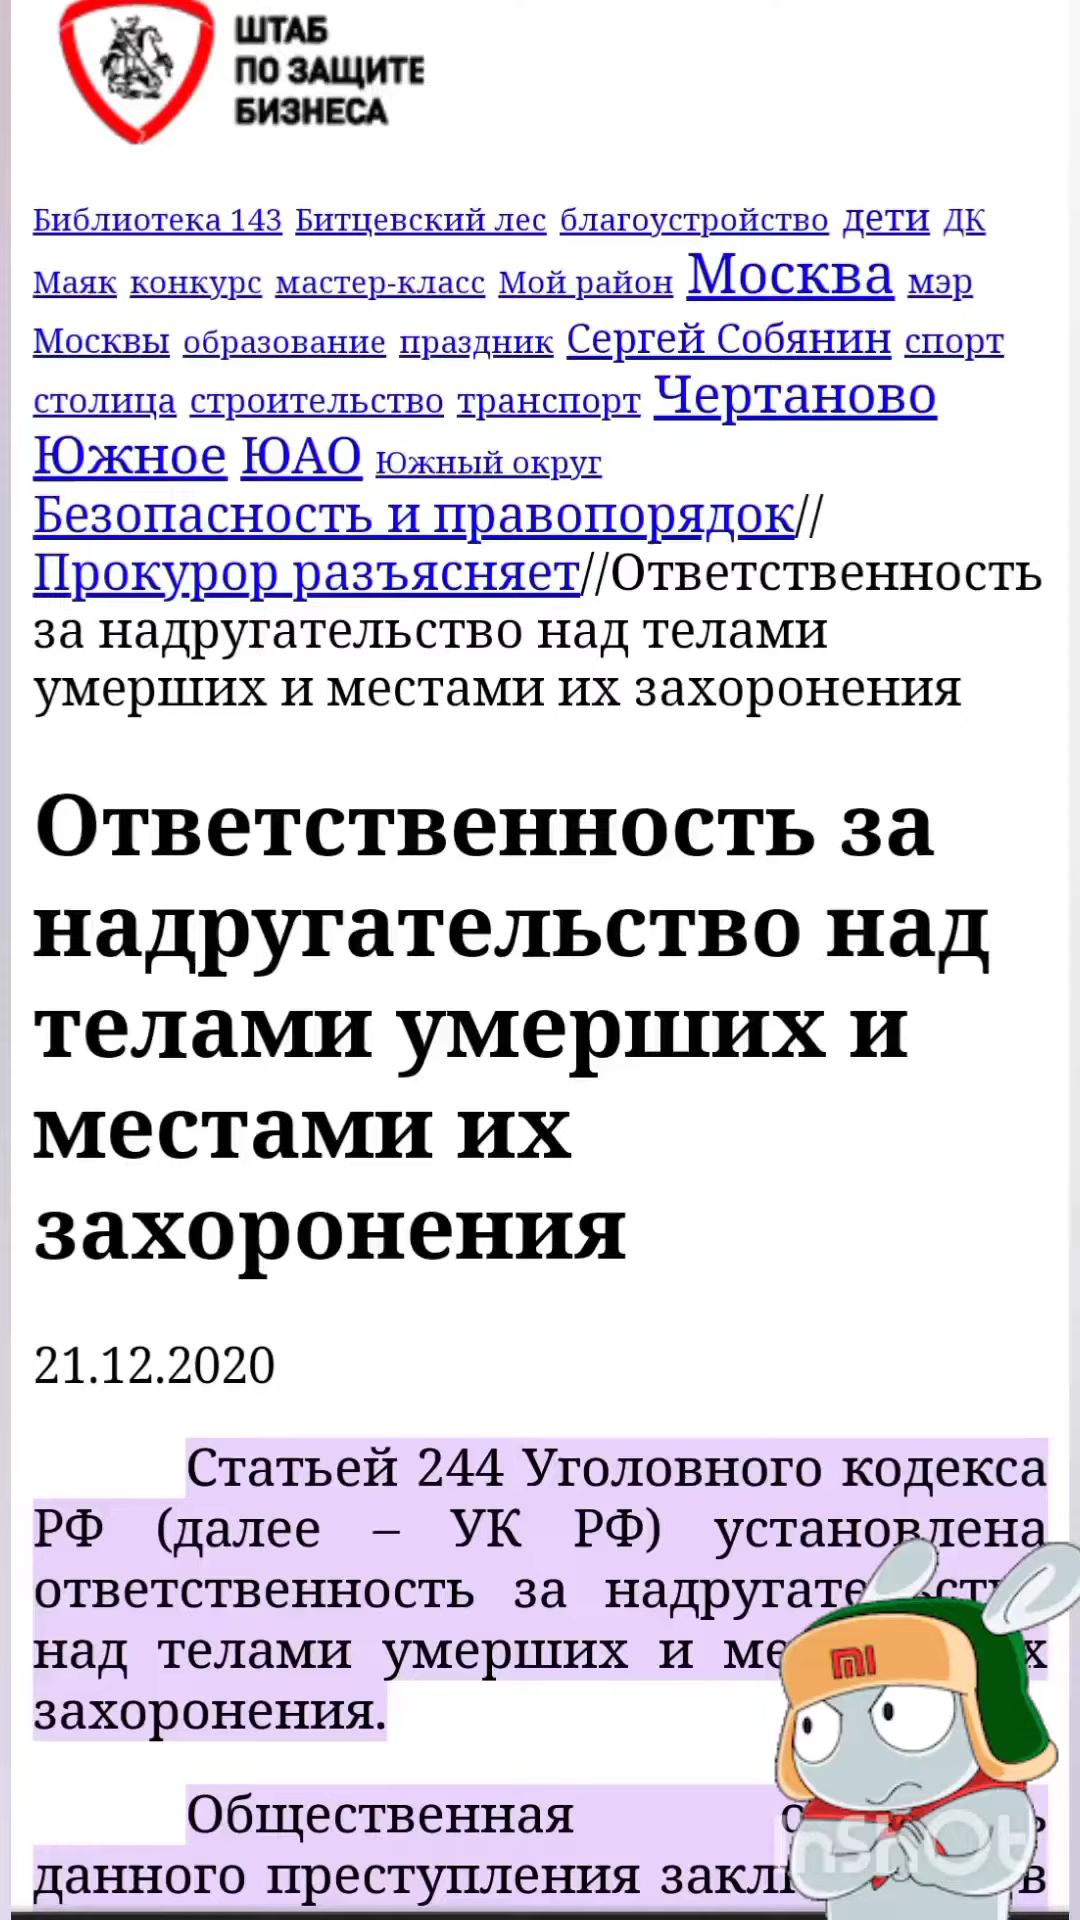 ШТАБ
ПО ЗАЩИТЕ
БИЗНЕСА
Библиотека 143 Битцевский лес благоустройство дети ДК
Маяк конкурс мастер-класс Мой район Москва мэр
Москвы образование праздник Сергей Собянин спорт
столица строительство транспорт Чертаново
Южное ЮАО Южный округ
Безопасность и правопорядок//
Прокурор разъясняет//Ответственность
за надругательство над телами
умерших и местами их захоронения
Ответственность за
надругательство над
телами умерших и
местами их
захоронения
21.12.2020
Статьей 244 Уголовного кодекса
РФ (далее – УК РФ) установлена
ответственность за
над телами умерших и
захоронения.
Общественная
данного преступления в
InShOt